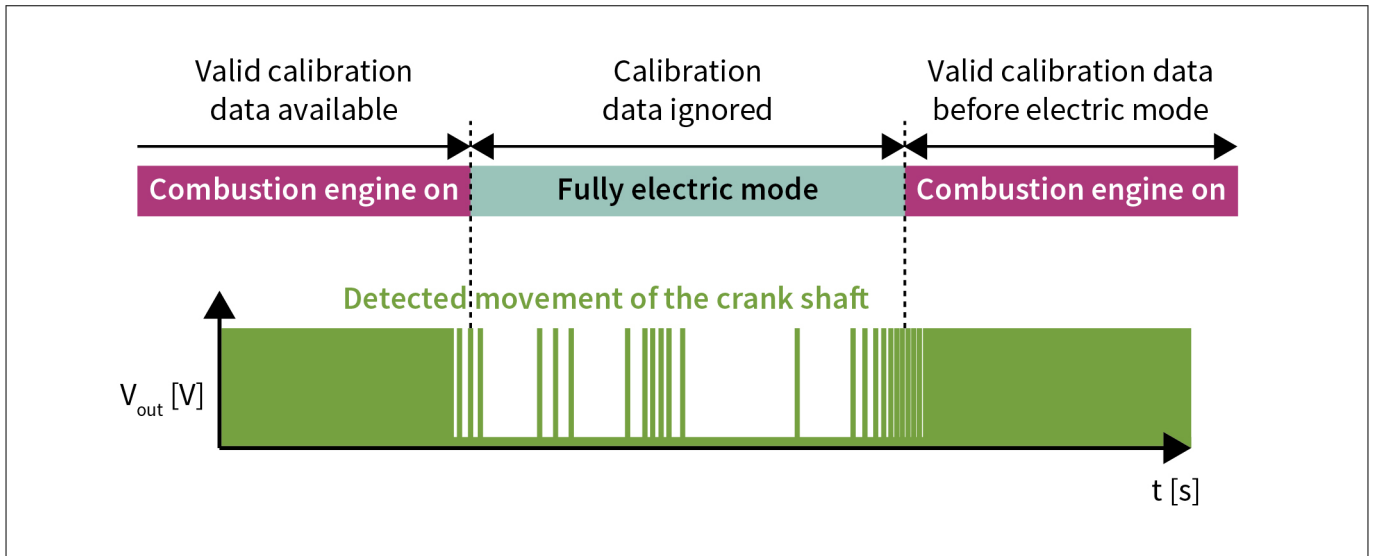 Valid calibration
data available
Calibration
data ignored
Valid calibration data
before electric mode
Combustion engine on
Fully electric mode
Combustion engine on
Detected movement of the crank shaft
Vout [V]
t [s]